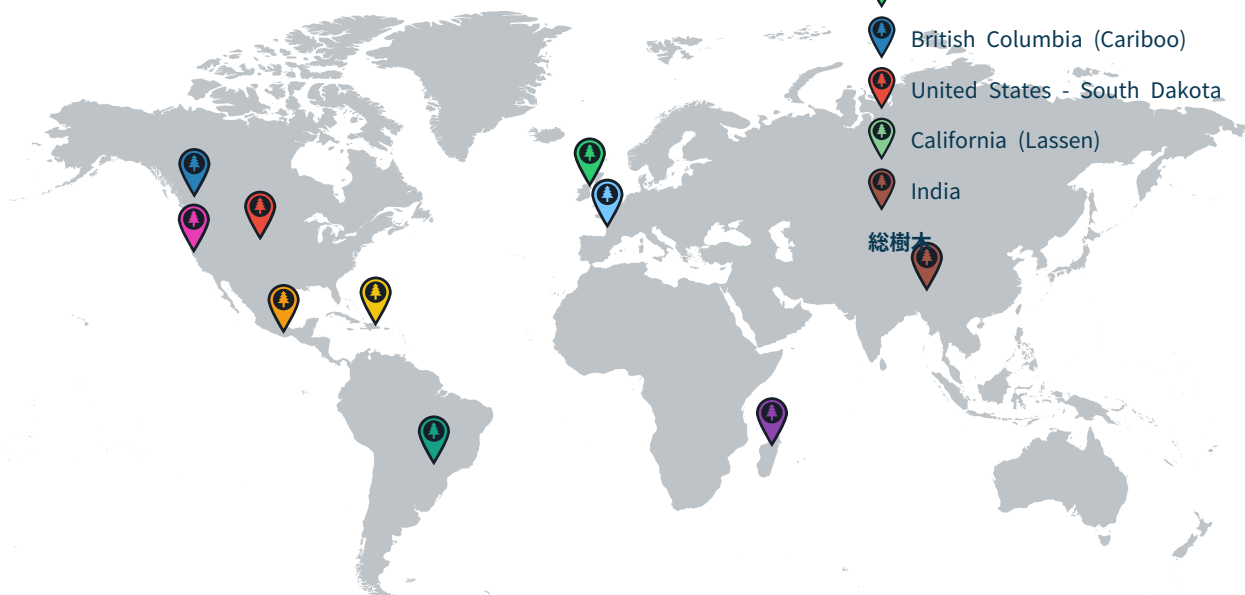 British Columbia (Cariboo)
United States - South Dakota
California (Lassen)
India
総樹木